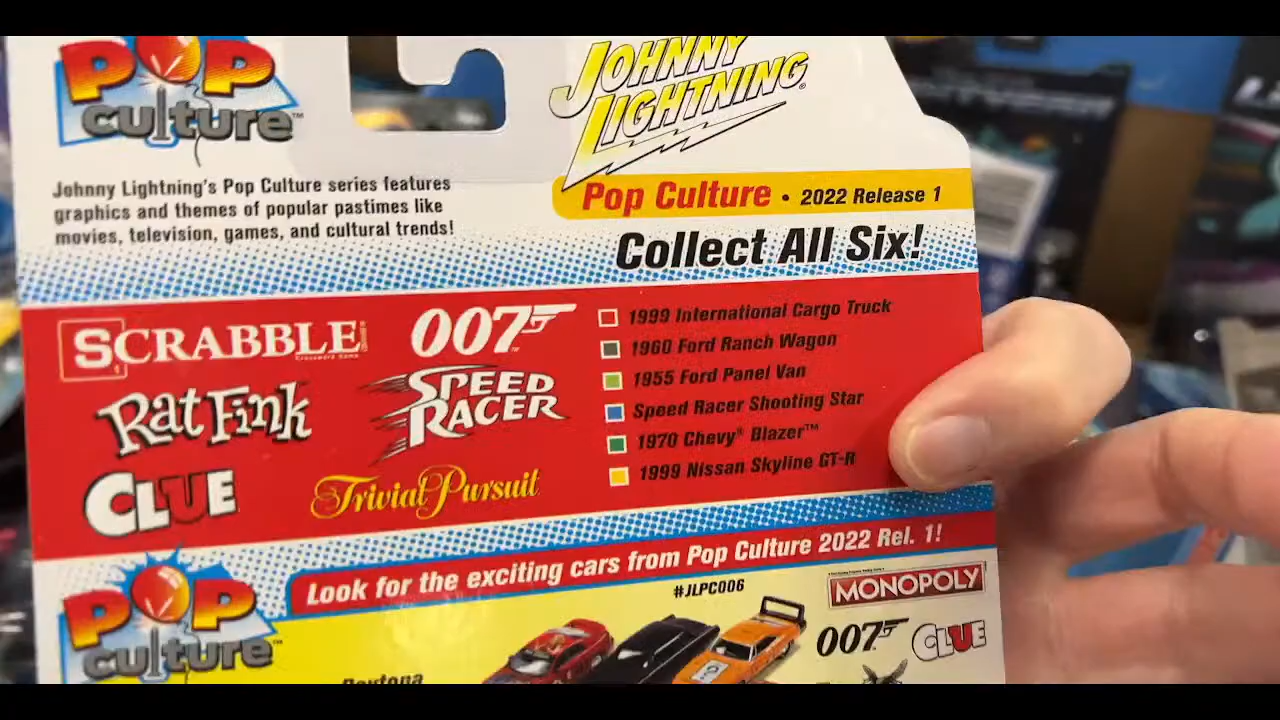 POP
culture™
Johnny Lightning's Pop Culture series features
graphics and themes of popular pastimes like
movies, television, games, and cultural trends!
JOHNNY
LIGHTNING®
Pop Culture • 2022 Release 1
Collect All Six!
SCRABBLE
007™
Rat Fink
SPEED
RACER
CLUE
Trivial Pursuit
1999 International Cargo Truck
1960 Ford Ranch Wagon
1955 Ford Panel Van
Speed Racer Shooting Star
1970 Chevy® Blazer™
1999 Nissan Skyline GT-R
Look for the exciting cars from Pop Culture 2022 Rel. 1!
POP
culture™
#JLPC006
MONOPOLY
007
CLUE
Daytona